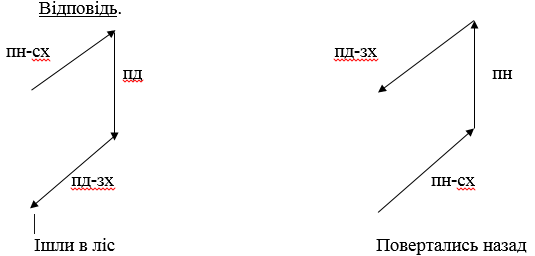 Відповідь.
пн-сх
пд
пд-зх
Ішли в ліс
пд-зх
пн
пн-сх
Повертались назад